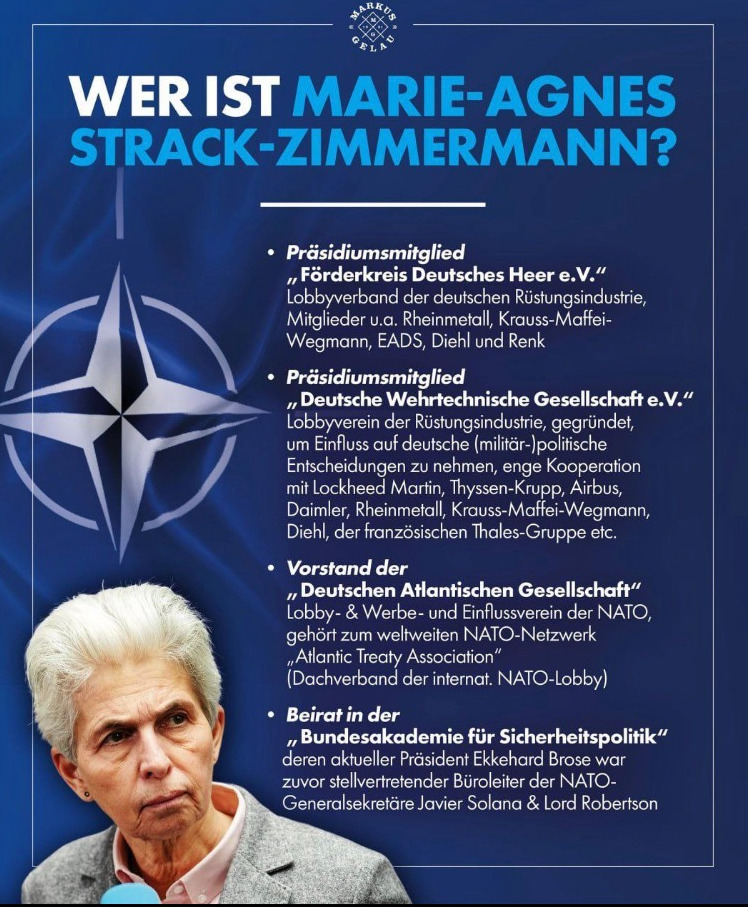 MARKUS
M
G
GELAU
WER IST MARIE-AGNES
STRACK-ZIMMERMANN?
• Präsidiumsmitglied
„Förderkreis Deutsches Heer e.V.“
Lobbyverband der deutschen Rüstungsindustrie,
Mitglieder u.a. Rheinmetall, Krauss-Maffei-
Wegmann, EADS, Diehl und Renk
• Präsidiumsmitglied
„Deutsche Wehrtechnische Gesellschaft e.V.“
Lobbyverein der Rüstungsindustrie, gegründet,
um Einfluss auf deutsche (militär-)politische
Entscheidungen zu nehmen, enge Kooperation
mit Lockheed Martin, Thyssen-Krupp, Airbus,
Daimler, Rheinmetall, Krauss-Maffei-Wegmann,
Diehl, der französischen Thales-Gruppe etc.
• Vorstand der
„Deutschen Atlantischen Gesellschaft“
Lobby- & Werbe- und Einflussverein der NATO,
gehört zum weltweiten NATO-Netzwerk
„Atlantic Treaty Association“
(Dachverband der internat. NATO-Lobby)
• Beirat in der
„Bundesakademie für Sicherheitspolitik“
deren aktueller Präsident Ekkehard Brose war
zuvor stellvertretender Büroleiter der NATO-
Generalsekretäre Javier Solana & Lord Robertson